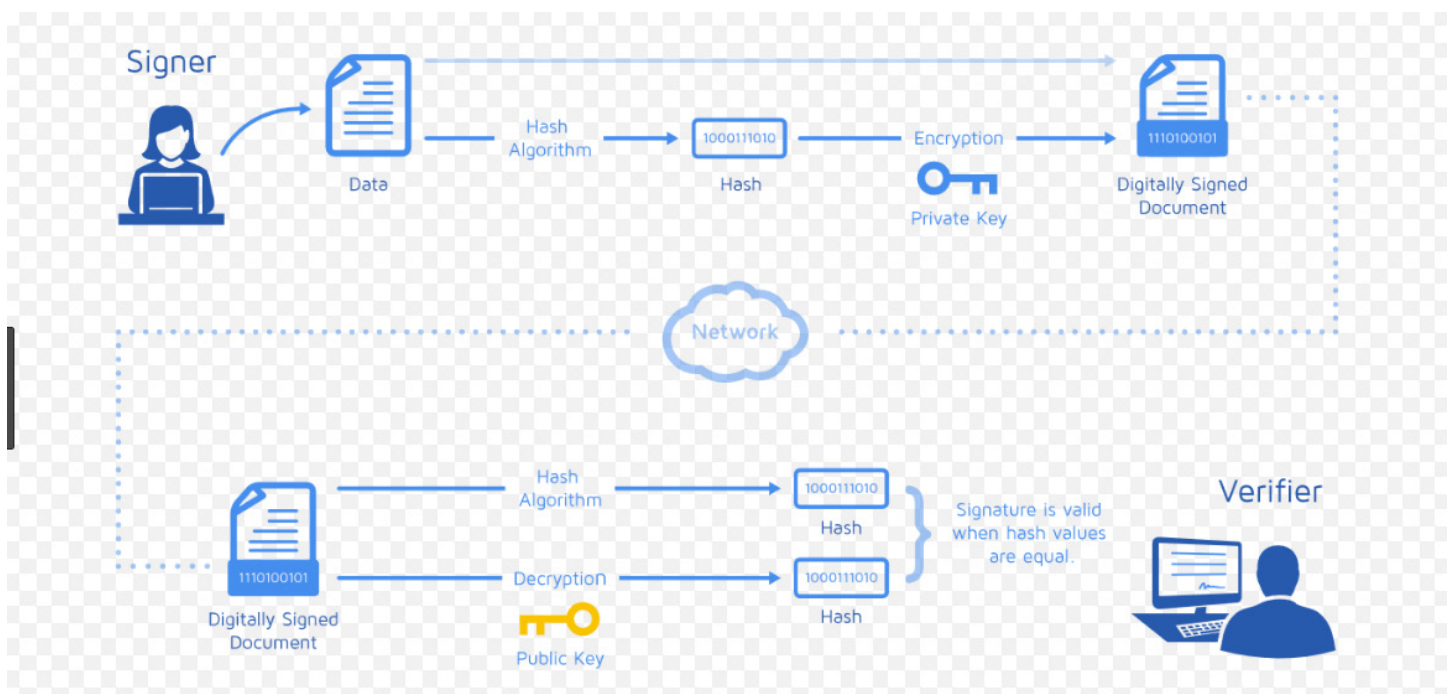 Signer
Data
Hash
Algorithm
1000111010
Hash
Encryption
Private Key
1110100101
Digitally Signed
Document
Network
1110100101
Digitally Signed
Document
Hash
Algorithm
1000111010
Hash
Decryption
Public Key
1000111010
Hash
Signature is valid
when hash values
are equal.
Verifier